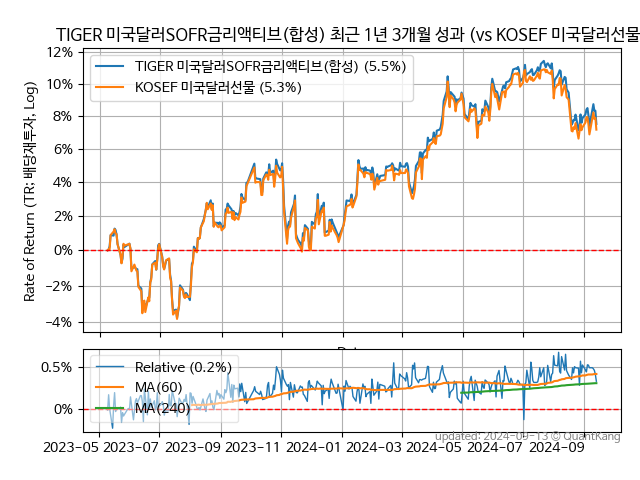 TIGER 미국달러SOFR금리액티브(합성) 최근 1년 3개월 성과 (vs KOSEF 미국달러선물
Rate of Return (TR: 배당재투자, Log)
12%
10%
8%
6%
4%
2%
0%
−2%
−4%
TIGER 미국달러SOFR금리액티브(합성) (5.5%)
KOSEF 미국달러선물 (5.3%)
0.5%
0%
Relative (0.2%)
MA(60)
MA(240)
2023-05 2023-07 2023-09 2023-11 2024-01 2024-03 2024-05 2024-07 2024-09
updated: 2024-09-13 © QuantKang